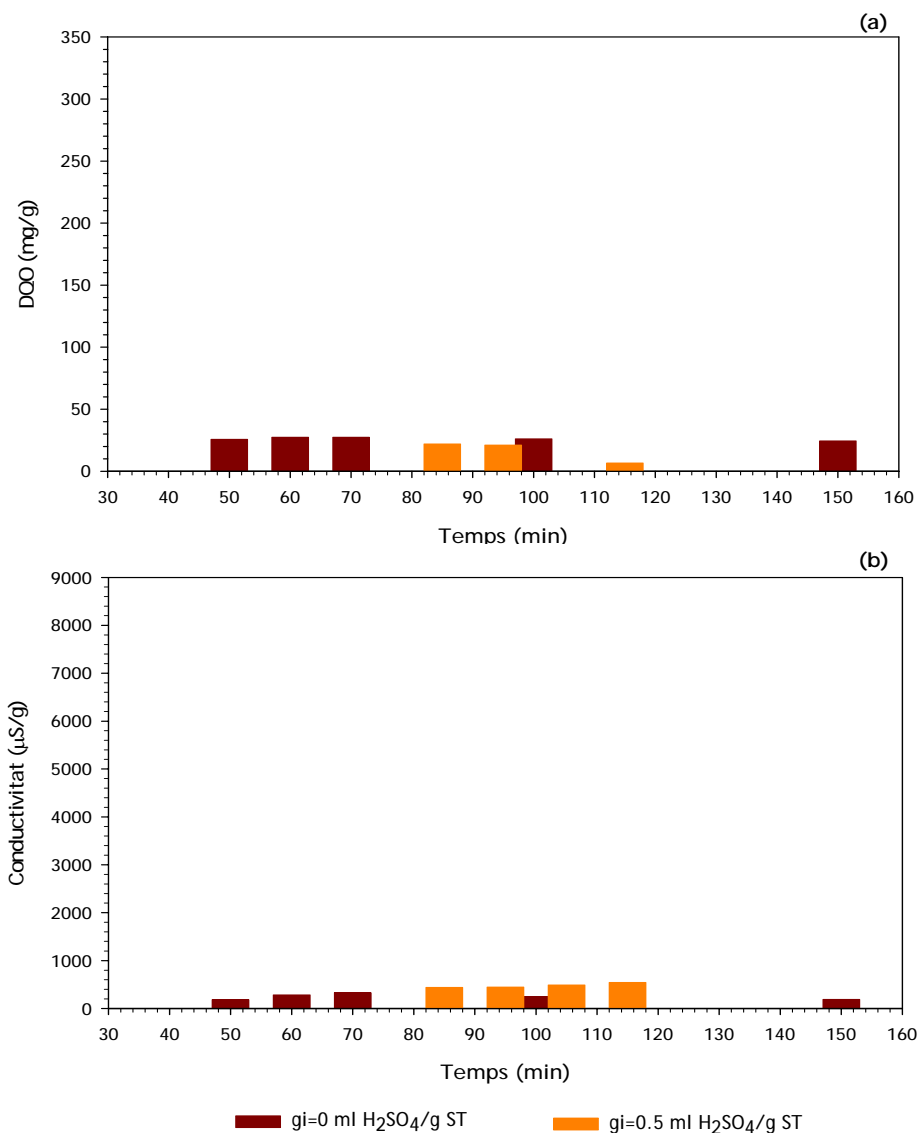 (a)
350
300
250
200
150
100
50
0
DQO (mg/g)
30 40 50 60 70 80 90 100 110 120 130 140 150 160
Temps (min)
(b)
9000
8000
7000
6000
5000
4000
3000
2000
1000
0
Conductivitat (µS/g)
30 40 50 60 70 80 90 100 110 120 130 140 150 160
Temps (min)
gi=0 ml H₂SO₄/g ST gi=0.5 ml H₂SO₄/g ST